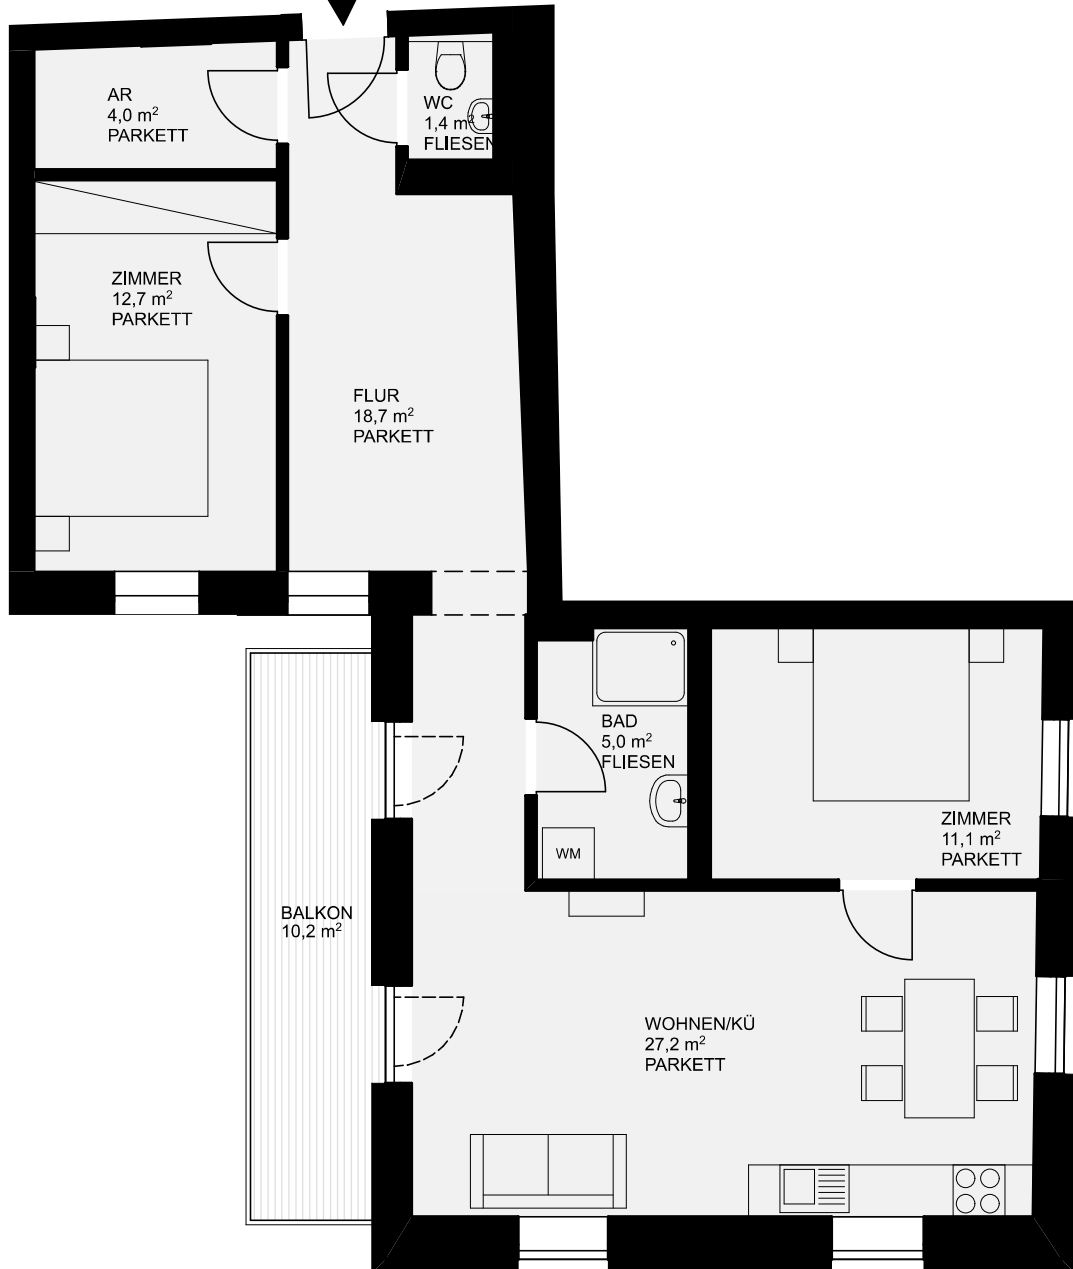 AR
4,0 m²
PARKETT
WC
1,4 m²
FLIESEN
ZIMMER
12,7 m²
PARKETT
FLUR
18,7 m²
PARKETT
BAD
5,0 m²
FLIESEN
WM
ZIMMER
11,1 m²
PARKETT
BALKON
10,2 m²
WOHNEN/KÜ
27,2 m²
PARKETT